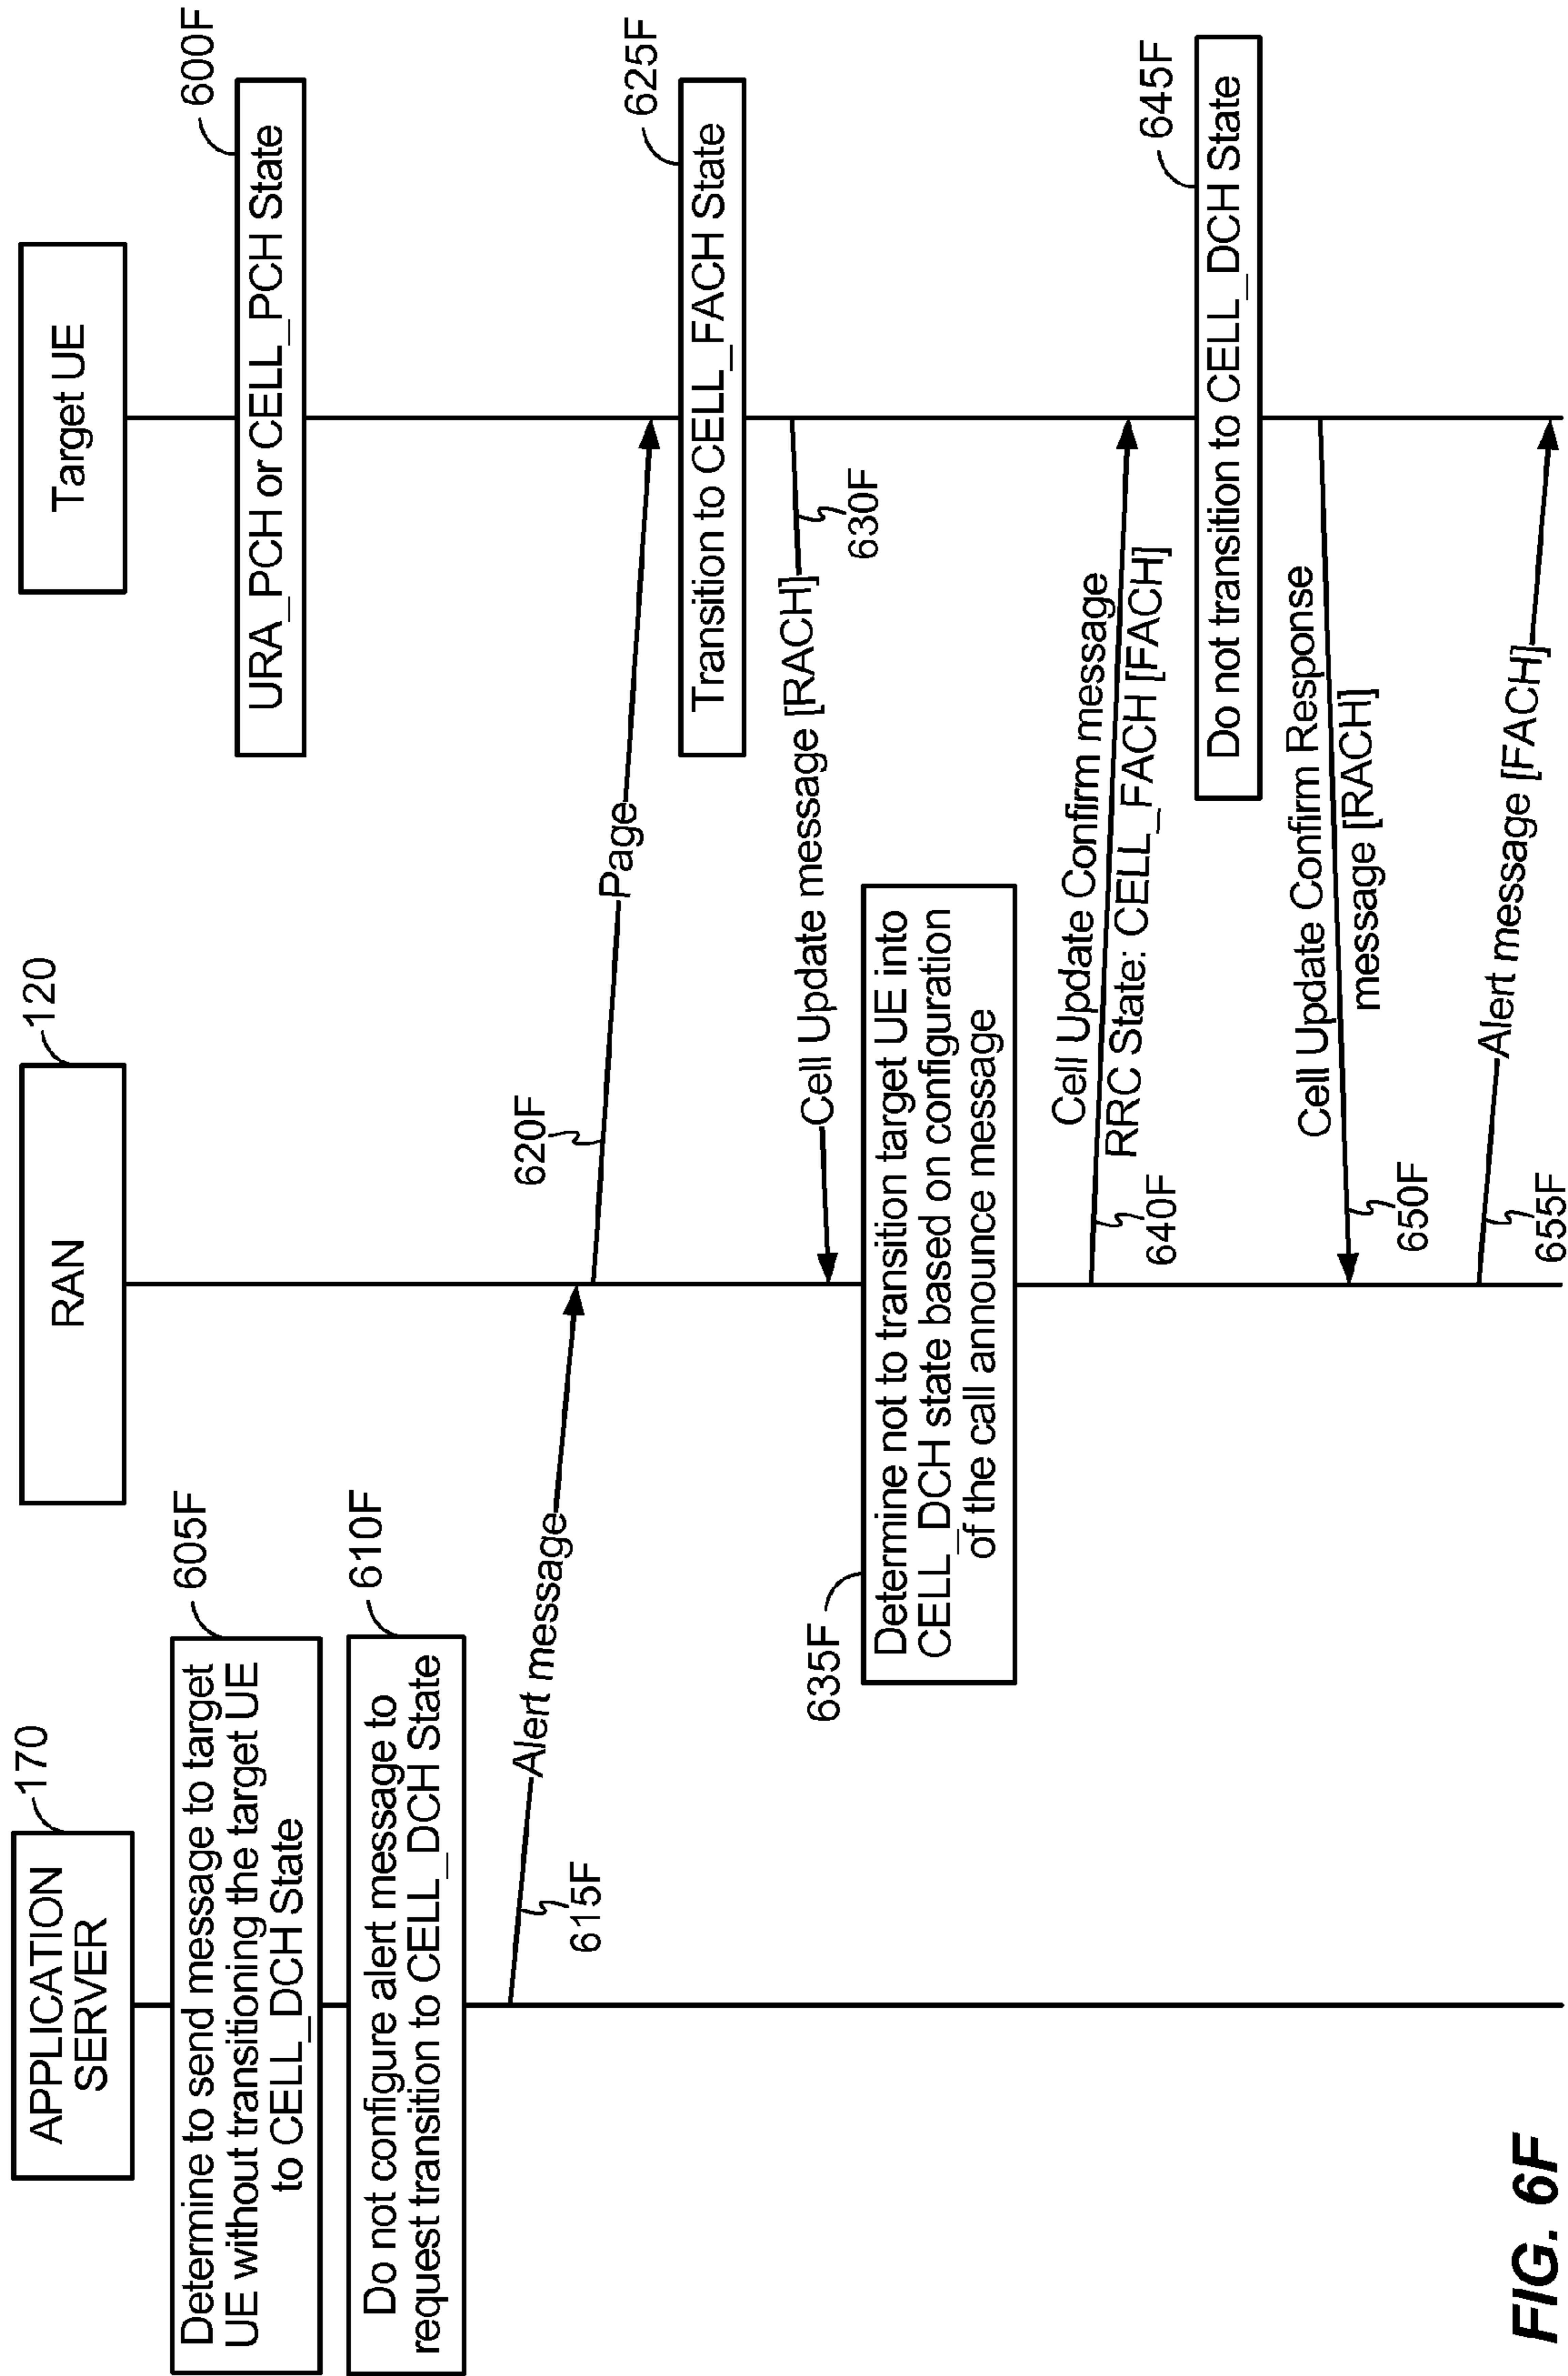 APPLICATION
SERVER
170
RAN
120
Target UE
URA_PCH or CELL_PCH State
600F
Determine to send message to target
UE without transitioning the target UE
to CELL_DCH State
605F
Do not configure alert message to
request transition to CELL_DCH State
610F
Alert message
615F
Page
620F
Transition to CELL_FACH State
625F
Cell Update message [RACH]
630F
Determine not to transition target UE into
CELL_DCH state based on configuration
of the call announce message
635F
Cell Update Confirm message
RRC State: CELL_FACH [FACH]
640F
Do not transition to CELL_DCH State
645F
Cell Update Confirm Response
message [RACH]
650F
Alert message [FACH]
655F
FIG. 6F